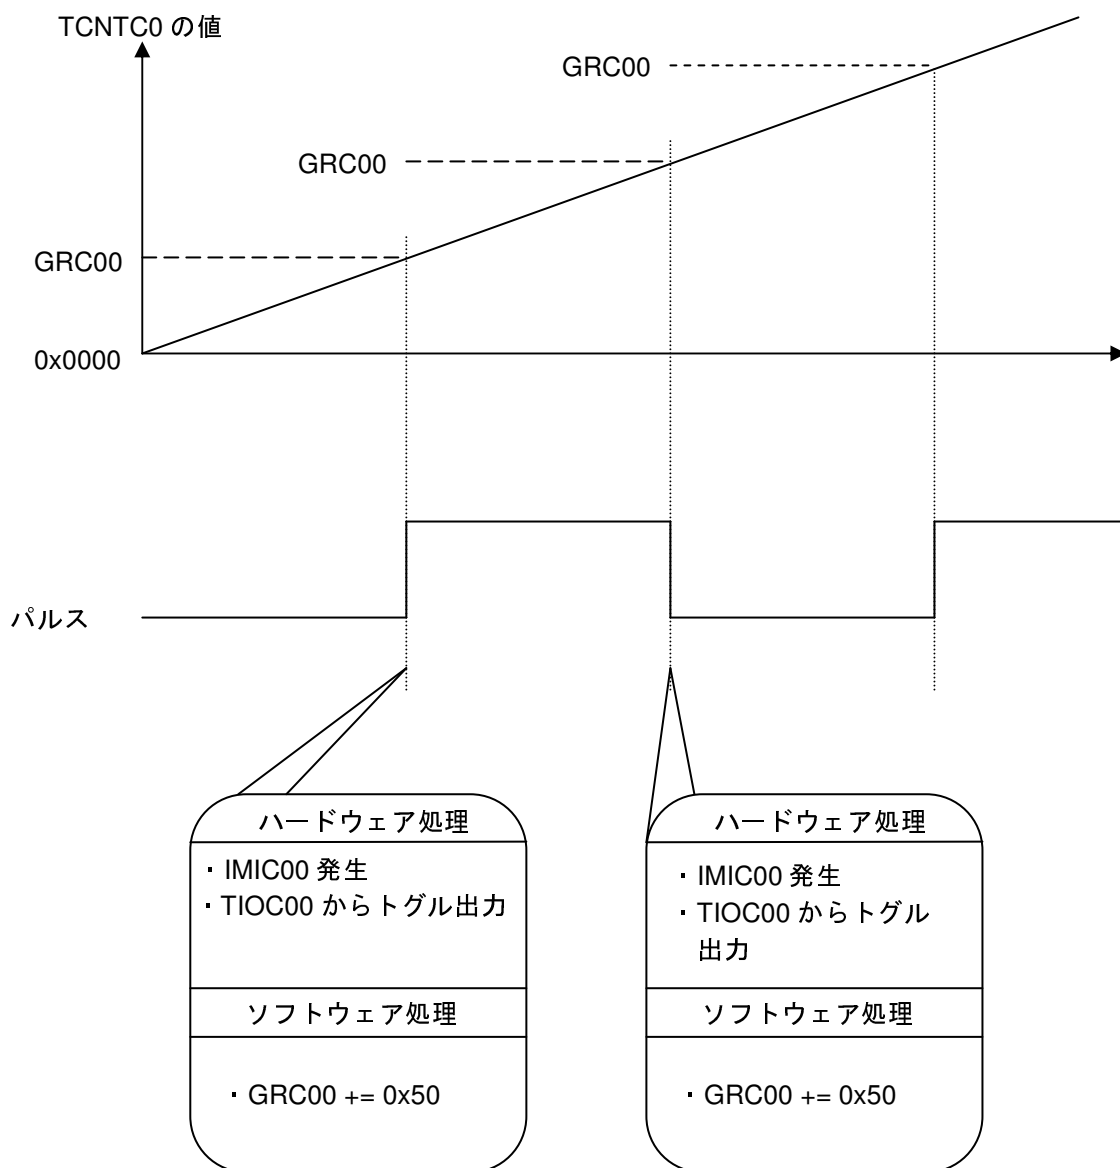 TCNTC0 の値
GRC00
GRC00
GRC00
0x0000
パルス
ハードウェア処理
・IMIC00 発生
・TIOC00 からトグル出力
ソフトウェア処理
・GRC00 += 0x50
ハードウェア処理
・IMIC00 発生
・TIOC00 からトグル
出力
ソフトウェア処理
・GRC00 += 0x50